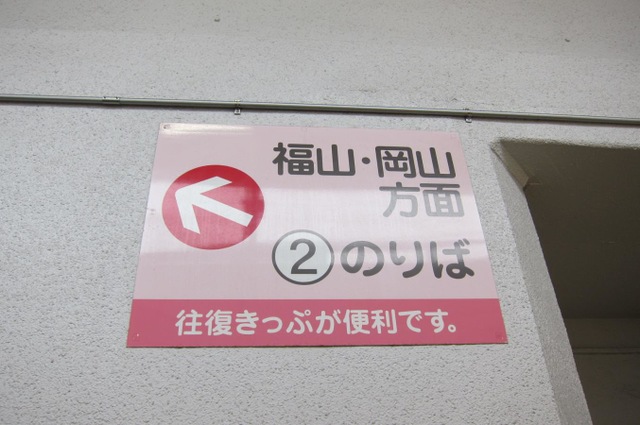 福山・岡山
方面
②のりば
往復きっぷが便利です。